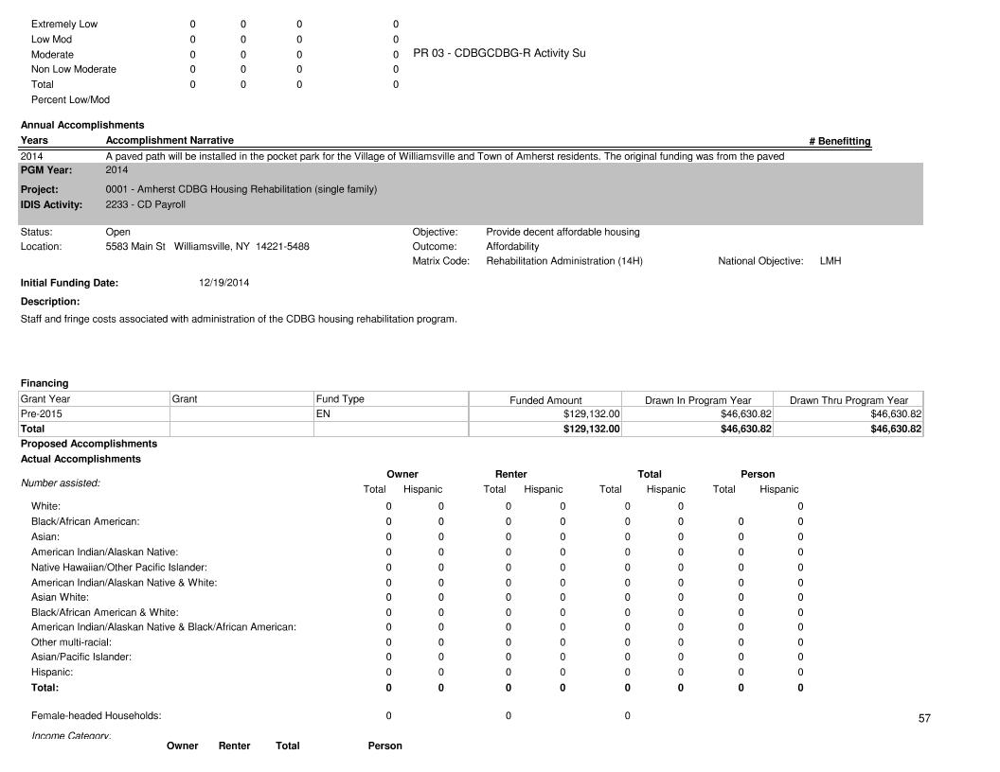 Extremely Low 0 0 0 0
Low Mod 0 0 0 0
Moderate 0 0 0 0 PR 03 - CDBGCDBG-R Activity Su
Non Low Moderate 0 0 0 0
Total 0 0 0 0
Percent Low/Mod
Annual Accomplishments
Years Accomplishment Narrative # Benefitting
2014 A paved path will be installed in the pocket park for the Village of Williamsville and Town of Amherst residents. The original funding was from the paved
PGM Year: 2014
Project: 0001 - Amherst CDBG Housing Rehabilitation (single family)
IDIS Activity: 2233 - CD Payroll
Status: Open Objective: Provide decent affordable housing
Location: 5583 Main St Williamsville, NY 14221-5488 Outcome: Affordability
Matrix Code: Rehabilitation Administration (14H) National Objective: LMH
Initial Funding Date: 12/19/2014
Description:
Staff and fringe costs associated with administration of the CDBG housing rehabilitation program.
Financing
Grant Year Grant Fund Type Funded Amount Drawn In Program Year Drawn Thru Program Year
Pre-2015 EN $129,132.00 $46,630.82 $46,630.82
Total $129,132.00 $46,630.82 $46,630.82
Proposed Accomplishments
Actual Accomplishments
Number assisted: Owner Renter Total Person
Total Hispanic Total Hispanic Total Hispanic Total Hispanic
White: 0 0 0 0 0 0 0
Black/African American: 0 0 0 0 0 0 0 0
Asian: 0 0 0 0 0 0 0 0
American Indian/Alaskan Native: 0 0 0 0 0 0 0 0
Native Hawaiian/Other Pacific Islander: 0 0 0 0 0 0 0 0
American Indian/Alaskan Native & White: 0 0 0 0 0 0 0 0
Asian White: 0 0 0 0 0 0 0 0
Black/African American & White: 0 0 0 0 0 0 0 0
American Indian/Alaskan Native & Black/African American: 0 0 0 0 0 0 0 0
Other multi-racial: 0 0 0 0 0 0 0 0
Asian/Pacific Islander: 0 0 0 0 0 0 0 0
Hispanic: 0 0 0 0 0 0 0 0
Total: 0 0 0 0 0 0 0 0
Female-headed Households: 0 0 0
57
Income Category:
Owner Renter Total Person